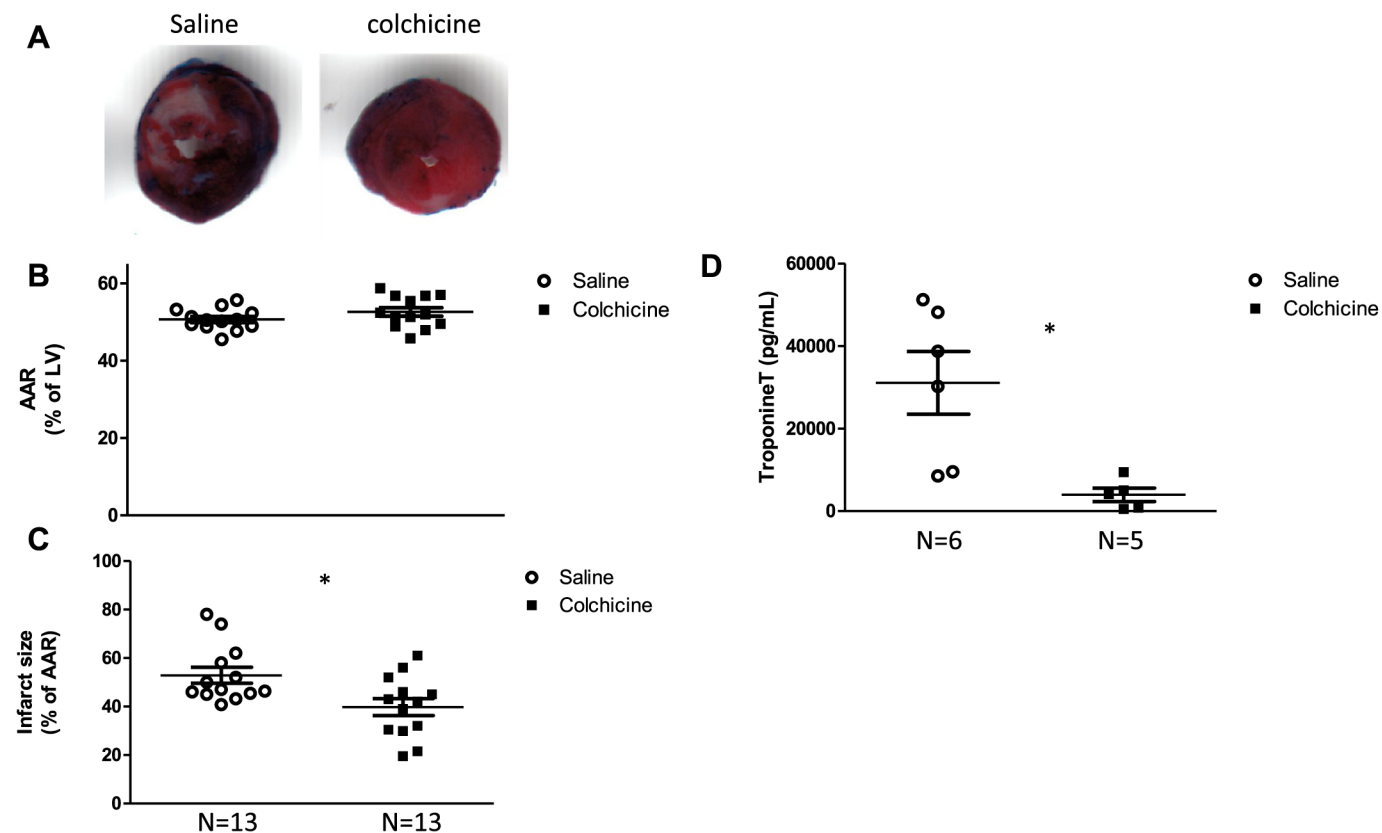 A
Saline
colchicine
B
AAR
(% of LV)
60
40
20
0
Saline
Colchicine
C
Infarct size
(% of AAR)
100
80
60
40
20
0
*
N=13
N=13
Saline
Colchicine
D
TroponineT (pg/mL)
60000
40000
20000
0
*
N=6
N=5
Saline
Colchicine